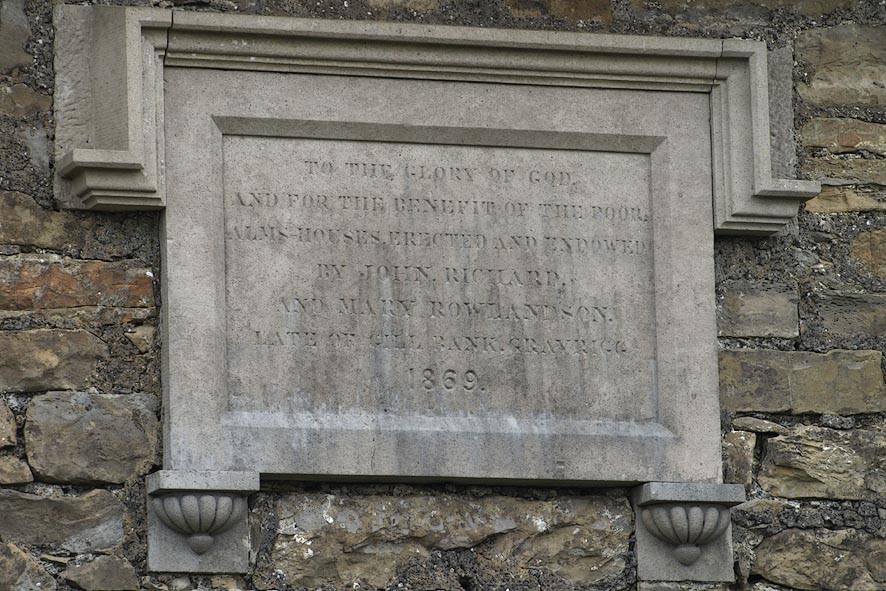 TO THE GLORY OF GOD,
AND FOR THE BENEFIT OF THE POOR,
ALMS-HOUSES, ERECTED AND ENDOWED
BY JOHN, RICHARD,
AND MARY ROWLANDSON,
LATE OF GILL BANK, GRAYRIGG
1869.